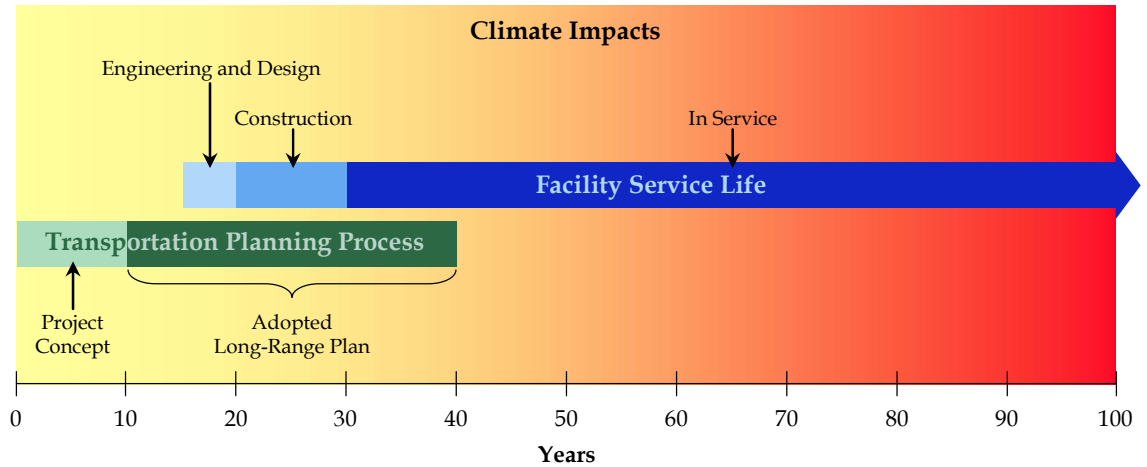 Climate Impacts
Engineering and Design
Construction
In Service
Facility Service Life
Transportation Planning Process
Project
Concept
Adopted
Long-Range Plan
0 10 20 30 40 50 60 70 80 90 100
Years